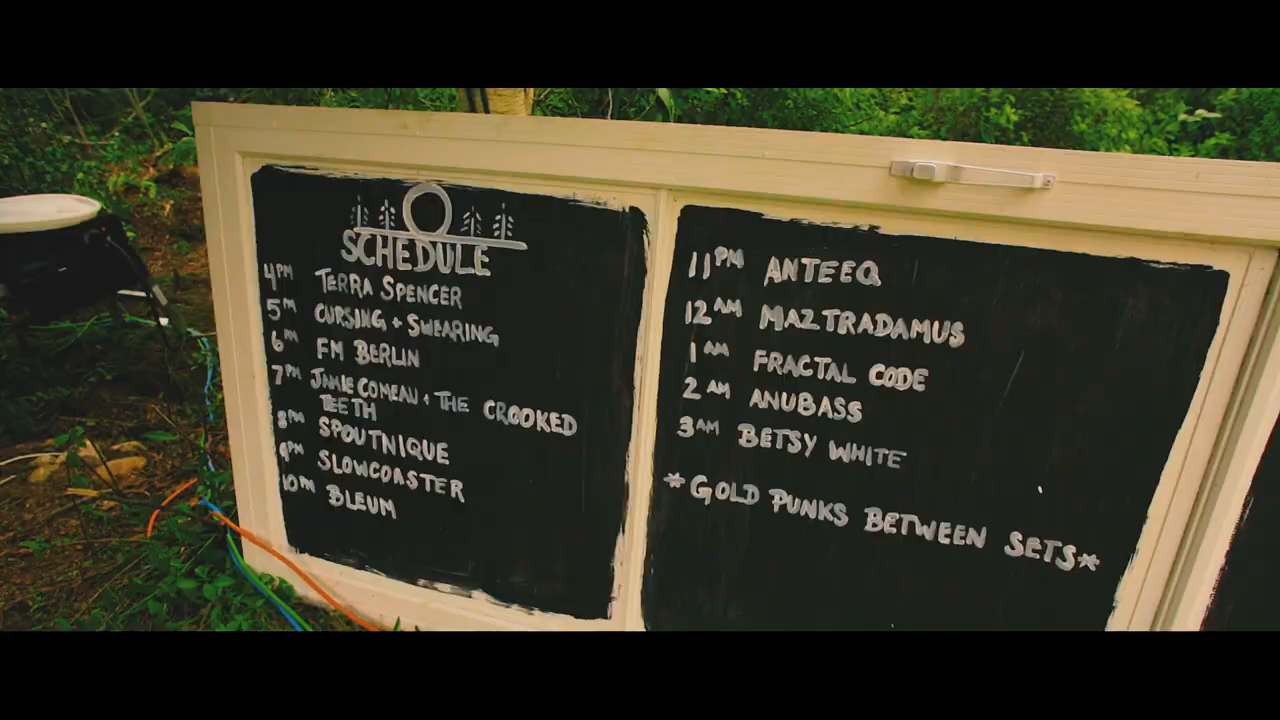 SCHEDULE
4PM TERRA SPENCER
5PM CURSING + SWEARING
6PM FM BERLIN
7PM JAMIE COMEAU + THE CROOKED
TEETH
8PM SPOUTNIQUE
9PM SLOWCOASTER
10PM BLEUM
11PM ANTEEQ
12AM MAZTRADAMUS
1AM FRACTAL CODE
2AM ANUBASS
3AM BETSY WHITE
*GOLD PUNKS BETWEEN SETS*